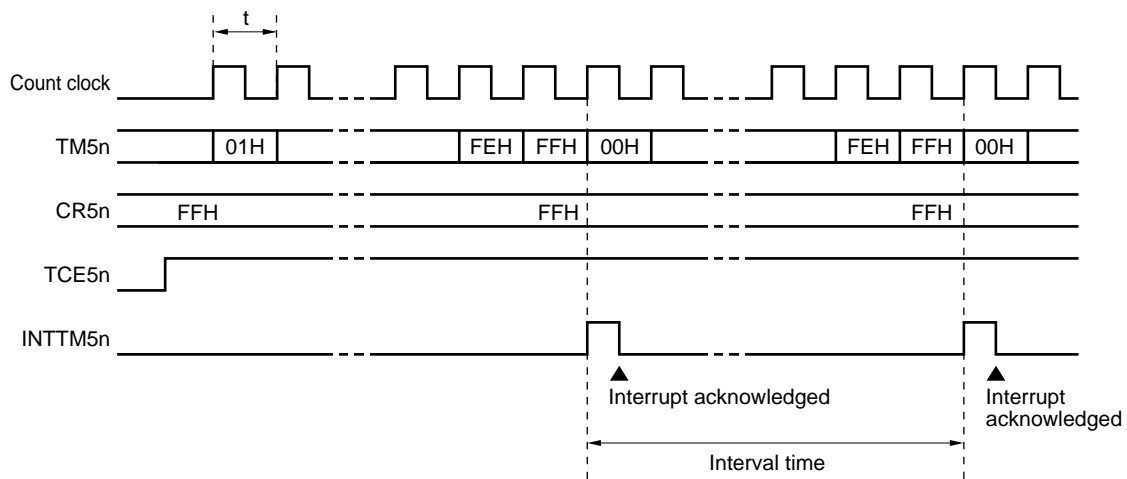 t
Count clock
TM5n 01H FEH FFH 00H FEH FFH 00H
CR5n FFH FFH FFH
TCE5n
INTTM5n
Interrupt acknowledged Interrupt
acknowledged
Interval time